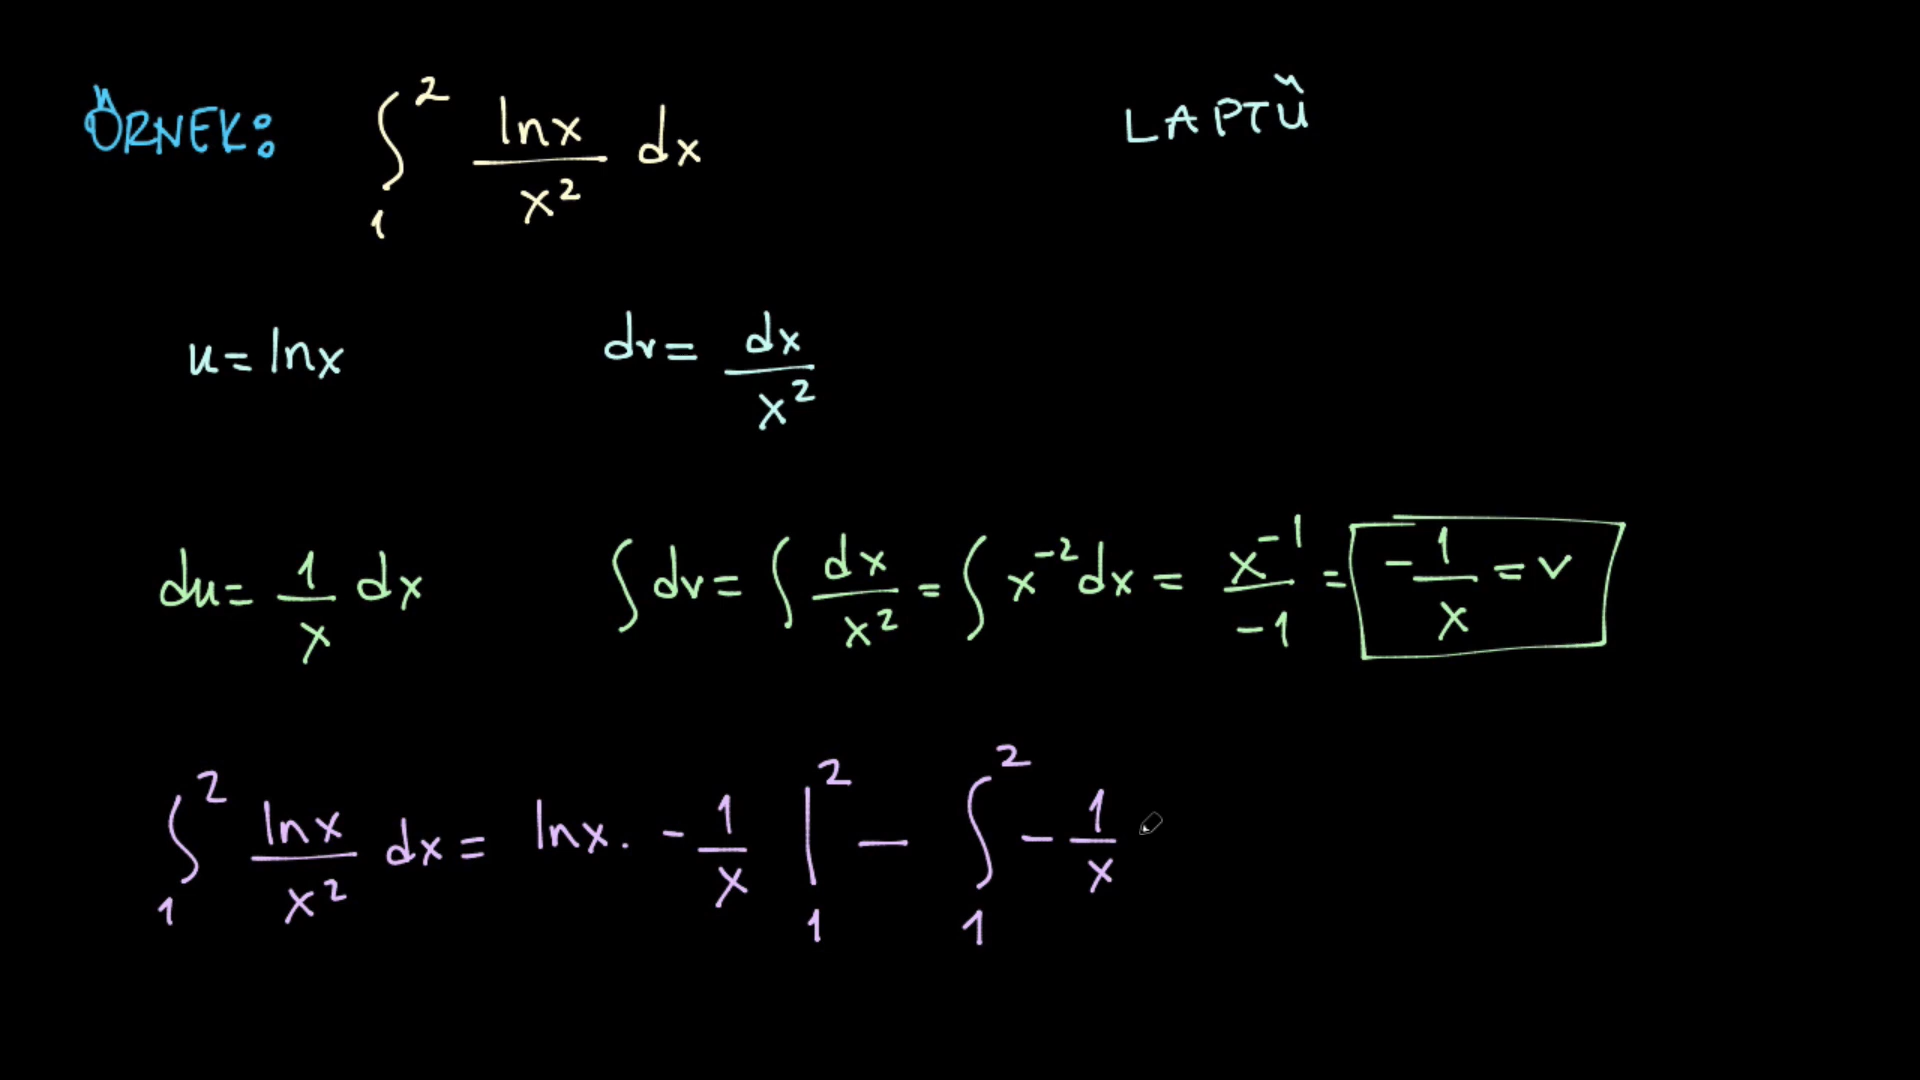 ÖRNEK: ∫₁² lnx / x² dx LAPTÜ
u = lnx dv = dx / x²
du = 1/x dx ∫ dv = ∫ dx / x² = ∫ x⁻² dx = x⁻¹ / -1 = -1/x = v
∫₁² lnx / x² dx = lnx . -1/x |₁² - ∫₁² -1/x